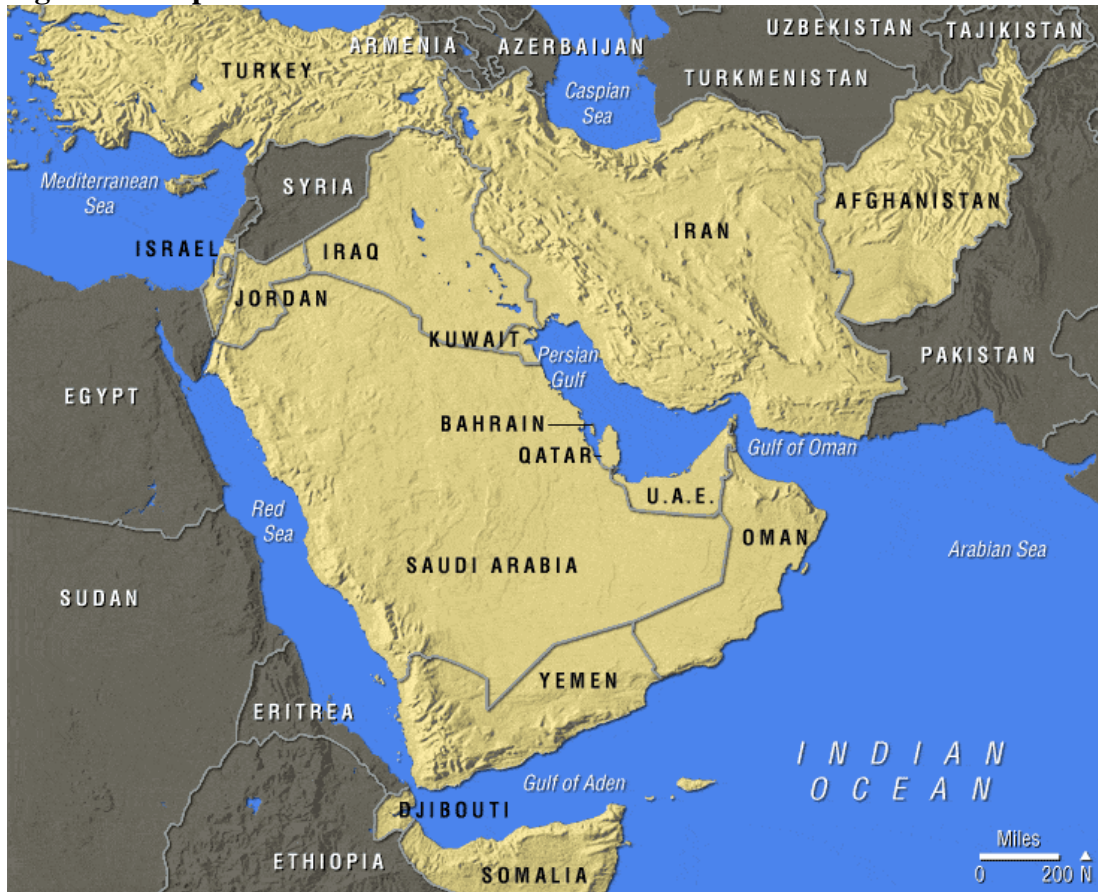 ARMENIA
AZERBAIJAN
UZBEKISTAN
TAJIKISTAN
TURKEY
Caspian
Sea
TURKMENISTAN
Mediterranean
Sea
SYRIA
AFGHANISTAN
IRAN
ISRAEL
IRAQ
JORDAN
KUWAIT
Persian
Gulf
PAKISTAN
EGYPT
BAHRAIN
QATAR
Gulf of Oman
U.A.E.
Red
Sea
OMAN
Arabian Sea
SAUDI ARABIA
SUDAN
YEMEN
ERITREA
INDIAN
OCEAN
Gulf of Aden
DJIBOUTI
Miles
0 200 N
ETHIOPIA
SOMALIA